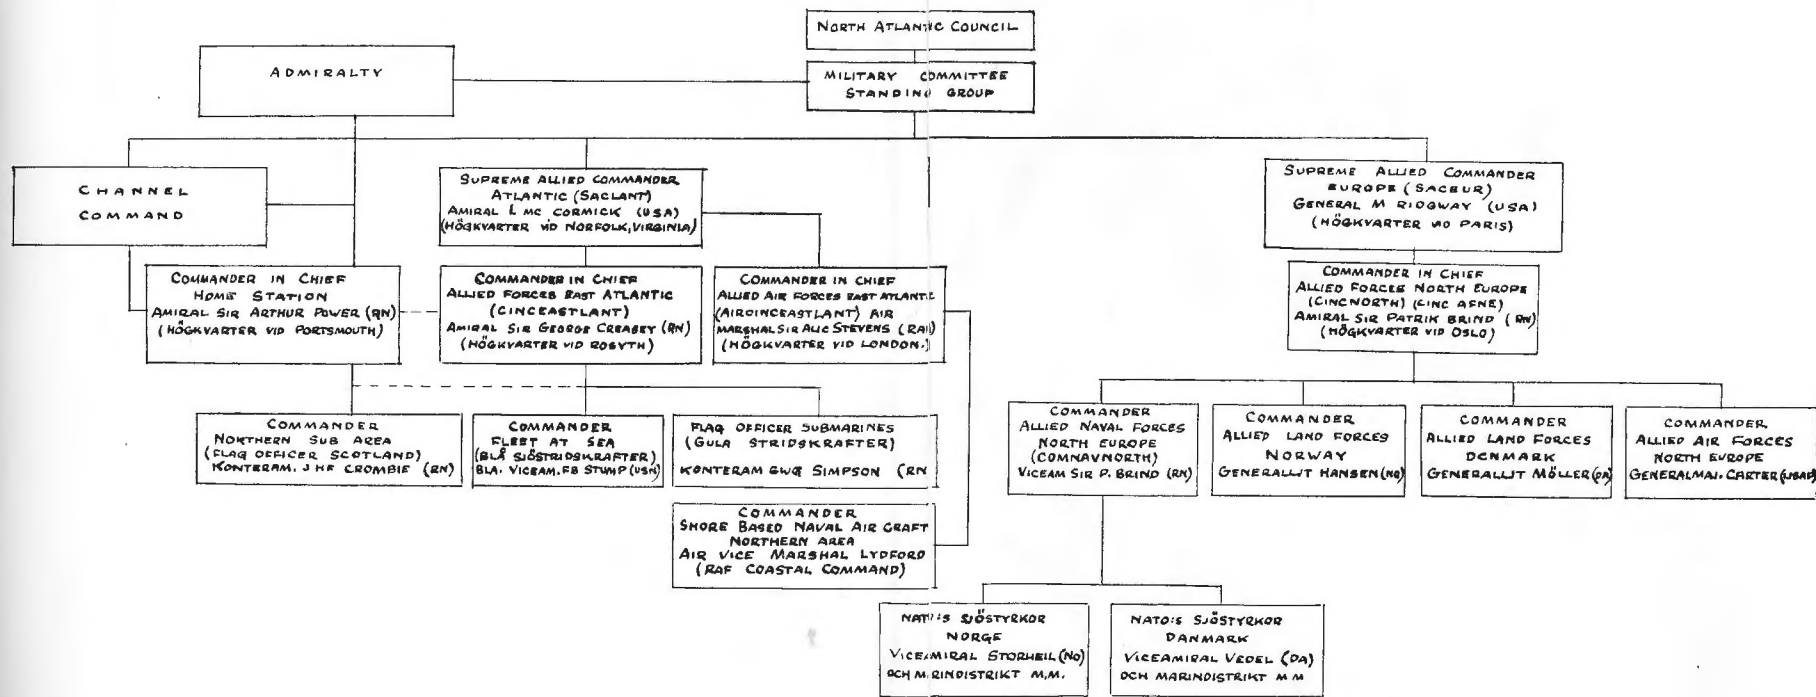 NORTH ATLANTIC COUNCIL
ADMIRALTY
MILITARY COMMITTEE
STANDING GROUP
CHANNEL
COMMAND
SUPREME ALLIED COMMANDER
ATLANTIC (SACLANT)
AMIRAL L MC CORMICK (USA)
(HÖGKVARTER VID NORFOLK, VIRGINIA)
SUPREME ALLIED COMMANDER
EUROPE (SACEUR)
GENERAL M RIDGWAY (USA)
(HÖGKVARTER VID PARIS)
COMMANDER IN CHIEF
HOME STATION
AMIRAL SIR ARTHUR POWER (RN)
(HÖGKVARTER VID PORTSMOUTH)
COMMANDER IN CHIEF
ALLIED FORCES EAST ATLANTIC
(CINCEASTLANT)
AMIRAL SIR GEORGE CREASEY (RN)
(HÖGKVARTER VID ROSYTH)
COMMANDER IN CHIEF
ALLIED AIR FORCES EAST ATLANTIC
(AIRCINCEASTLANT) AIR
MARSHAL SIR ALIC STEVENS (RAF)
(HÖGKVARTER VID LONDON.)
COMMANDER IN CHIEF
ALLIED FORCES NORTH EUROPE
(CINCNORTH) (CINC AFNE)
AMIRAL SIR PATRIK BRIND (RN)
(HÖGKVARTER VID OSLO)
COMMANDER
NORTHERN SUB AREA
(FLAG OFFICER SCOTLAND)
KONTERAM. J H F CROMBIE (RN)
COMMANDER
FLEET AT SEA
(BLÅ SJÖSTRIDSKRAFTER)
BLA. VICEAM. FB STUMP (USN)
FLAG OFFICER SUBMARINES
(GULA STRIDSKRAFTER)
KONTERAM GWG SIMPSON (RN
COMMANDER
ALLIED NAVAL FORCES
NORTH EUROPE
(COMNAVNORTH)
VICEAM SIR P. BRIND (RN)
COMMANDER
ALLIED LAND FORCES
NORWAY
GENERALLJT HANSEN (NO)
COMMANDER
ALLIED LAND FORCES
DENMARK
GENERALLJT MÖLLER (DA)
COMMANDER
ALLIED AIR FORCES
NORTH EUROPE
GENERALMAJ. CARTER (USAF)
COMMANDER
SHORE BASED NAVAL AIR CRAFT
NORTHERN AREA
AIR VICE MARSHAL LYDFORD
(RAF COASTAL COMMAND)
NATO:S SJÖSTYRKOR
NORGE
VICEAMIRAL STORHEIL (NO)
OCH MARINDISTRIKT M.M.
NATO:S SJÖSTYRKOR
DANMARK
VICEAMIRAL VEDEL (DA)
OCH MARINDISTRIKT M M